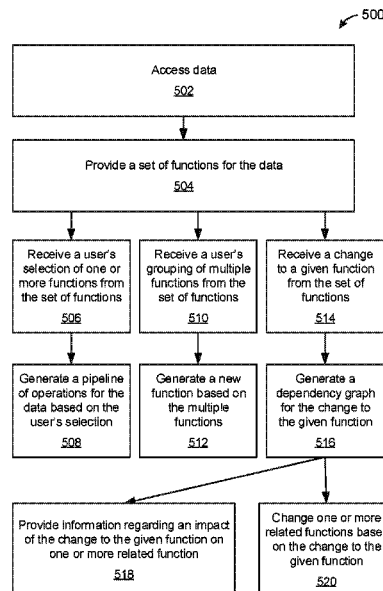 500
Access data
502
Provide a set of functions for the data
504
Receive a user's
selection of one or
more functions from
the set of functions
506
Receive a user's
grouping of multiple
functions from the
set of functions
510
Receive a change
to a given function
from the set of
functions
514
Generate a pipeline
of operations for the
data based on the
user's selection
508
Generate a new
function based on
the multiple
functions
512
Generate a
dependency graph
for the change to
the given function
516
Provide information regarding an impact
of the change to the given function on
one or more related function
518
Change one or more
related functions based
on the change to the
given function
520